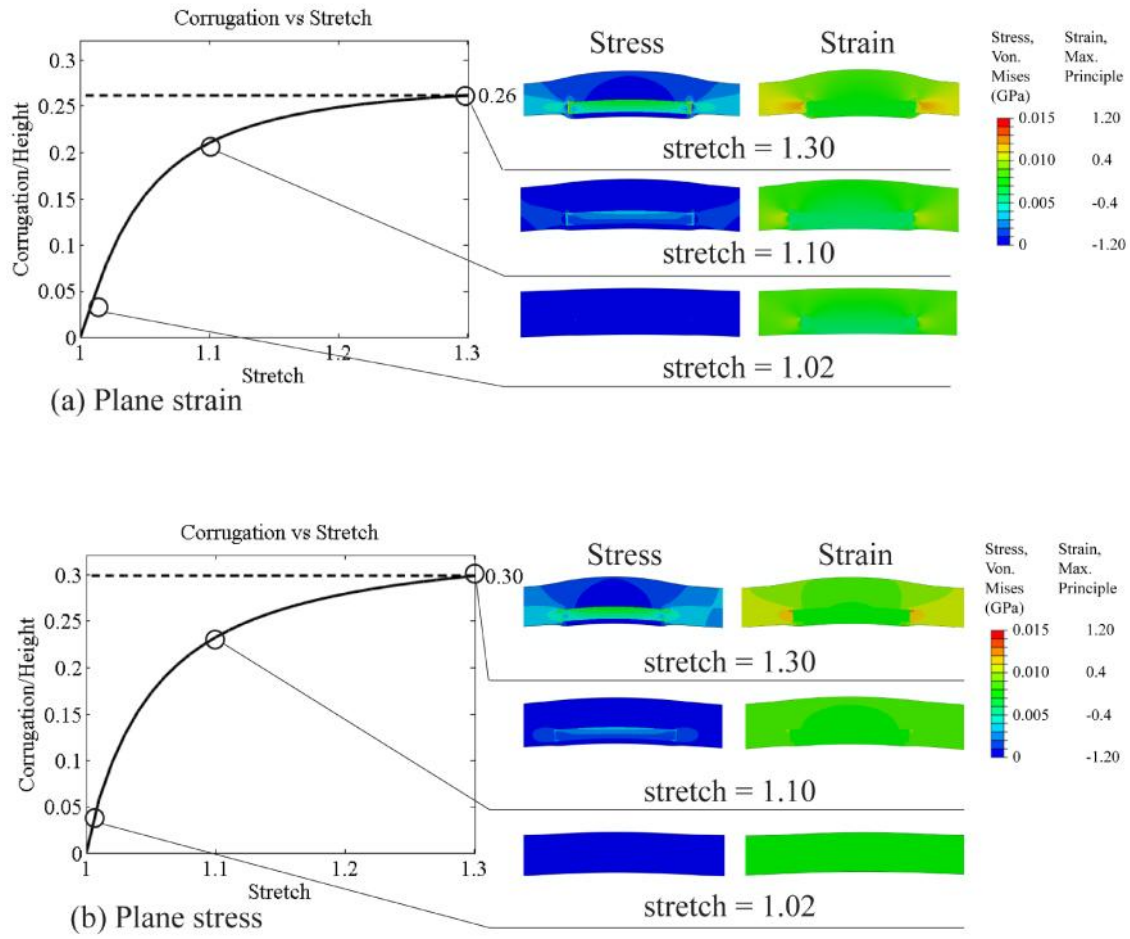 Corrugation vs Stretch
Corrugation/Height
0.3
0.25
0.2
0.15
0.1
0.05
0
1
1.1
1.2
1.3
Stretch
0.26
Stress
Strain
stretch = 1.30
stretch = 1.10
stretch = 1.02
Stress,
Von.
Mises
(GPa)
Strain,
Max.
Principle
0.015
1.20
0.010
0.4
0.005
-0.4
0
-1.20
(a) Plane strain
Corrugation vs Stretch
Corrugation/Height
0.3
0.25
0.2
0.15
0.1
0.05
0
1
1.1
1.2
1.3
Stretch
0.30
Stress
Strain
stretch = 1.30
stretch = 1.10
stretch = 1.02
Stress,
Von.
Mises
(GPa)
Strain,
Max.
Principle
0.015
1.20
0.010
0.4
0.005
-0.4
0
-1.20
(b) Plane stress